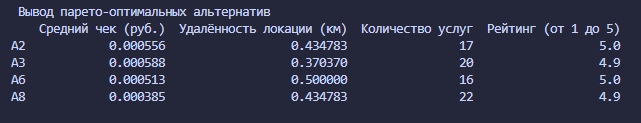 Вывод парето-оптимальных альтернатив
Средний чек (руб.) Удалённость локации (км) Количество услуг Рейтинг (от 1 до 5)
A2 0.000556 0.434783 17 5.0
A3 0.000588 0.370370 20 4.9
A6 0.000513 0.500000 16 5.0
A8 0.000385 0.434783 22 4.9